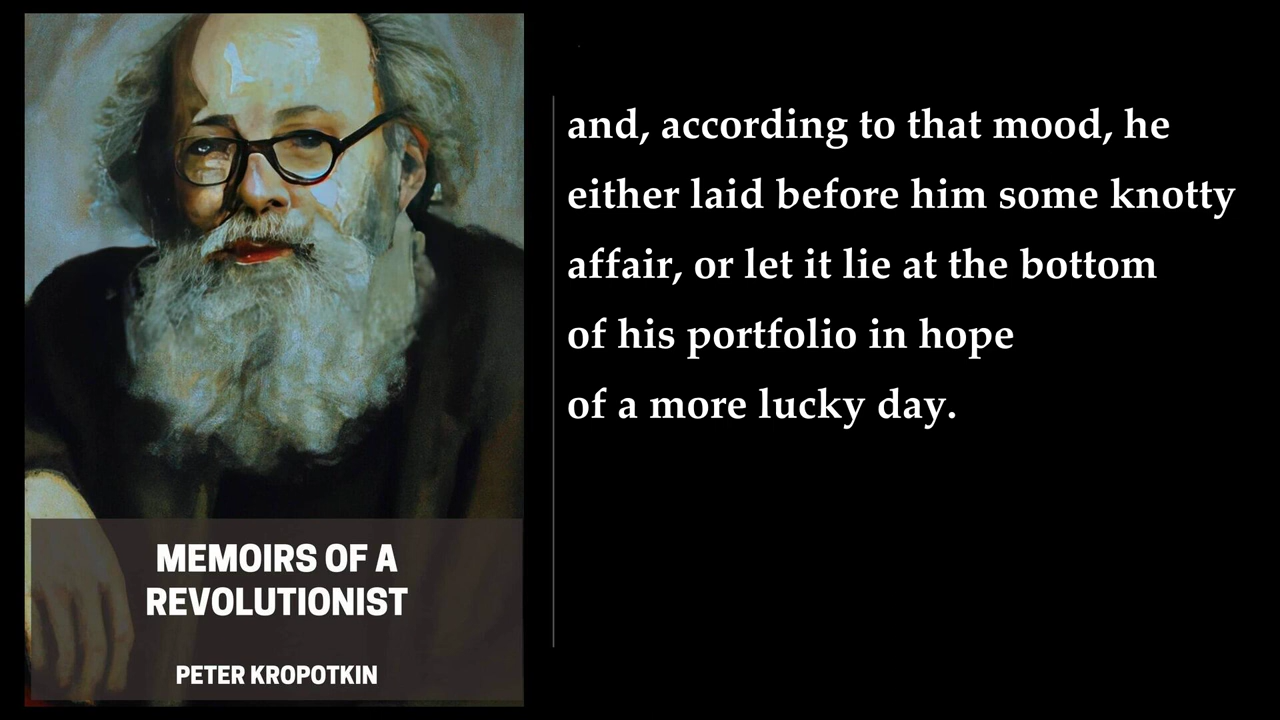 and, according to that mood, he
either laid before him some knotty
affair, or let it lie at the bottom
of his portfolio in hope
of a more lucky day.
MEMOIRS OF A
REVOLUTIONIST
PETER KROPOTKIN